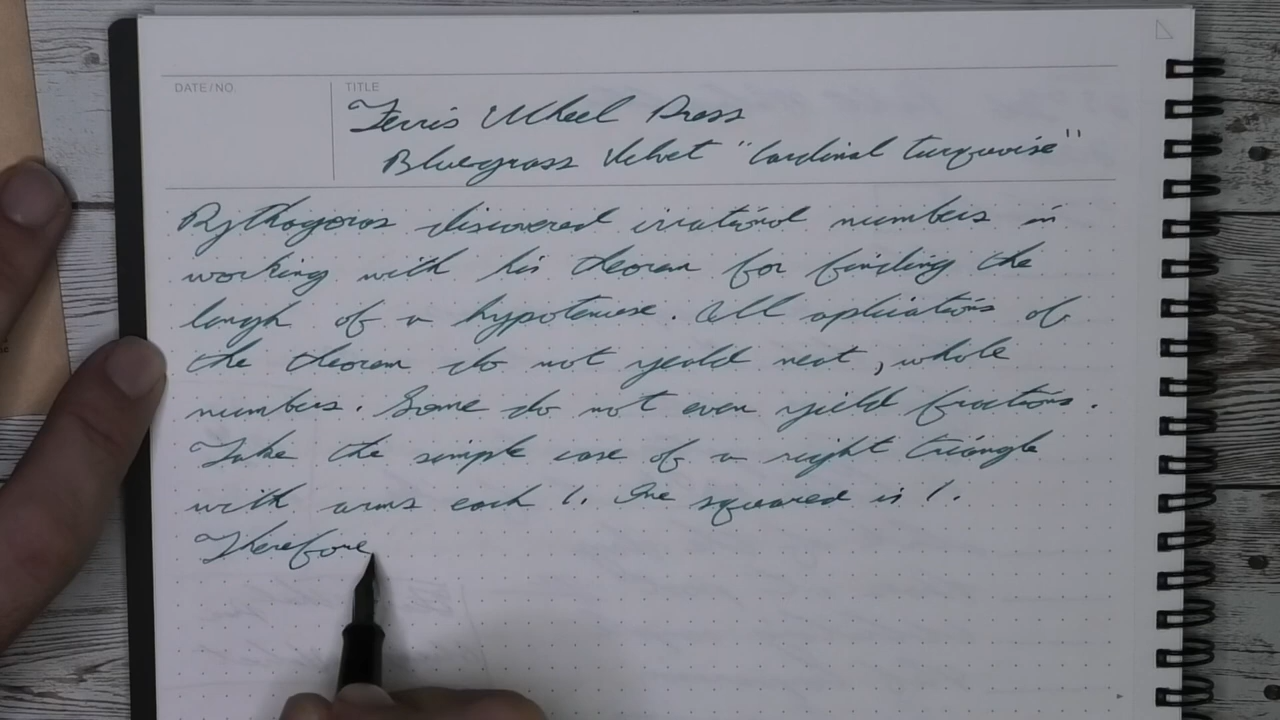 DATE/NO.
TITLE
Ferris Wheel Press
Bluegrass Velvet "Cardinal turquoise"
Pythagoras discovered irrational numbers in
working with his theorem for finding the
length of a hypotenuse. All aplications of
the theorem do not yeald neat, whole
numbers. Some do not even yield fractions.
Take the simple case of a right triangle
with arms each 1. One squared is 1.
Therefore